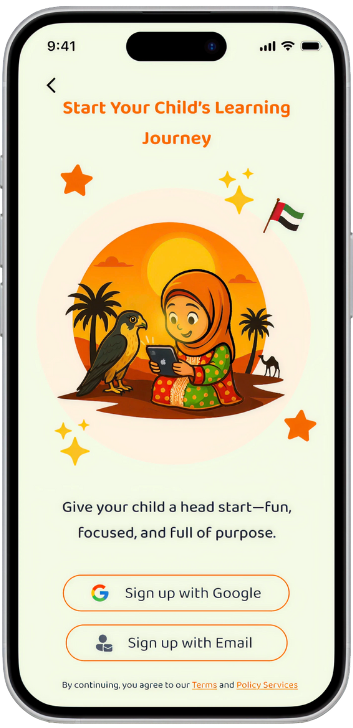 9:41
Start Your Child's Learning
Journey
Give your child a head start—fun,
focused, and full of purpose.
Sign up with Google
Sign up with Email
By continuing, you agree to our Terms and Policy Services